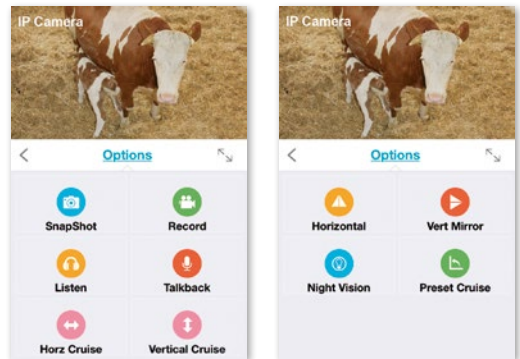 IP Camera
Options
SnapShot
Record
Listen
Talkback
Horz Cruise
Vertical Cruise
IP Camera
Options
Horizontal
Vert Mirror
Night Vision
Preset Cruise